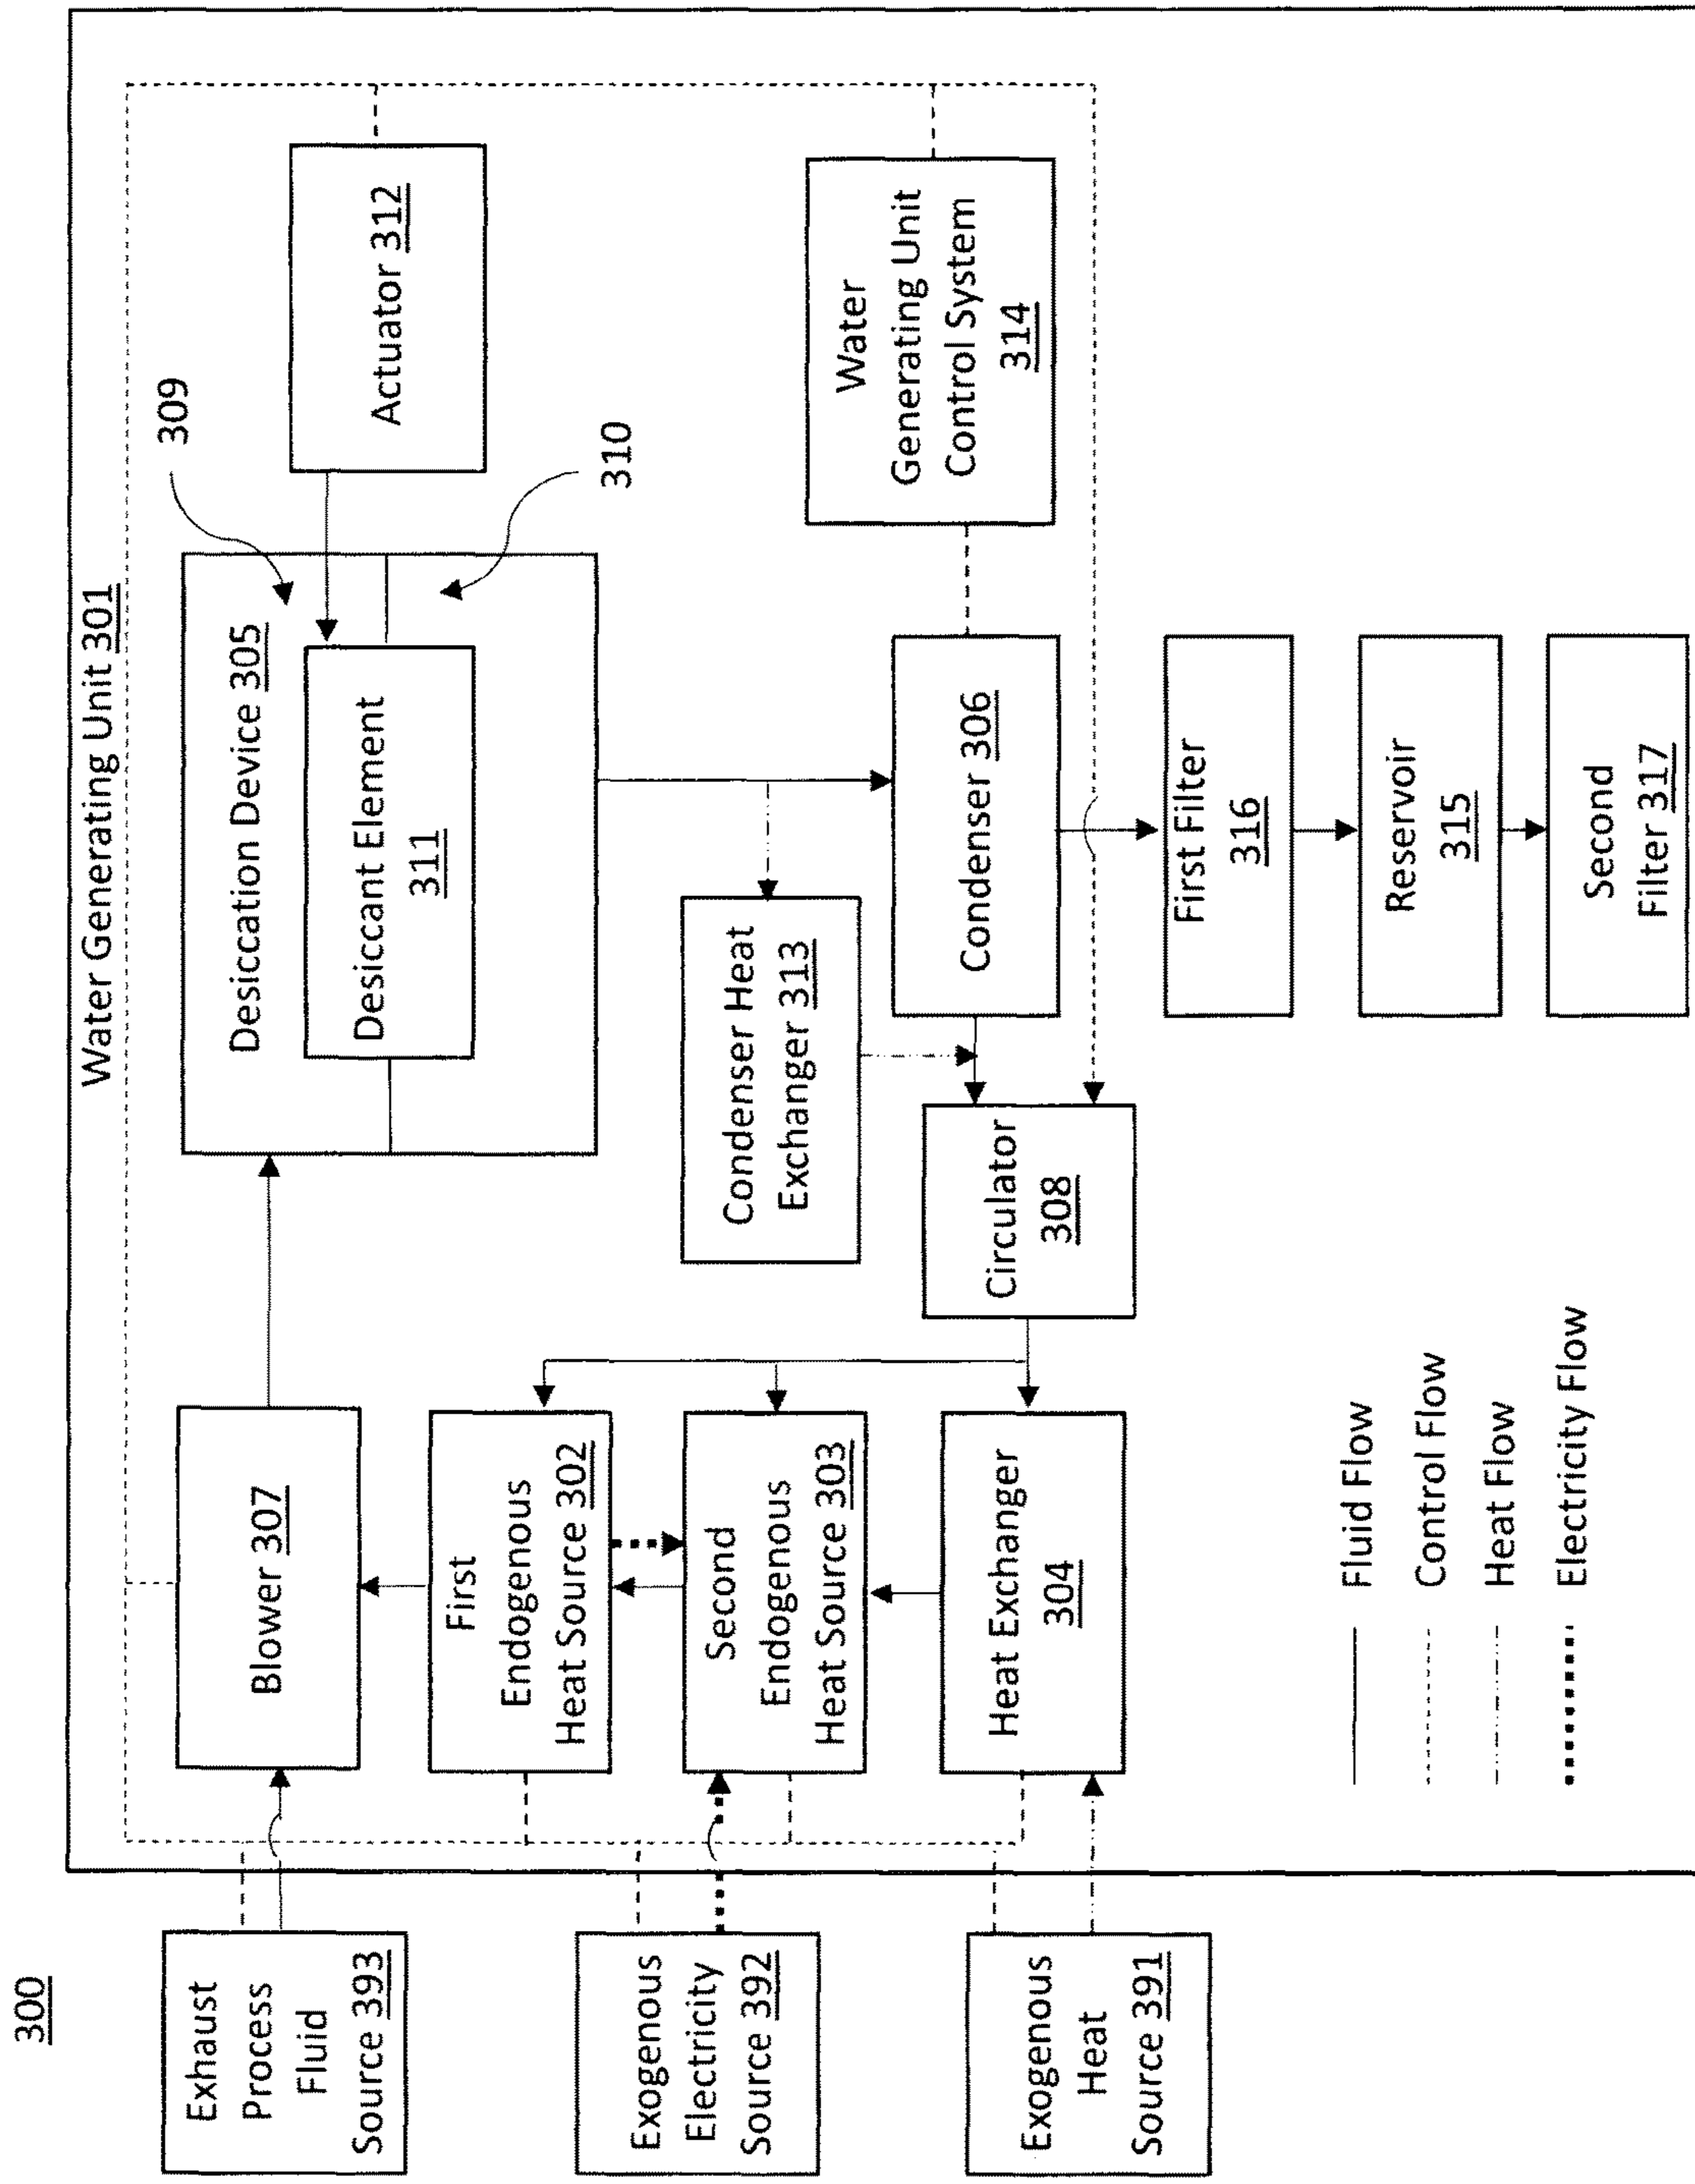 300
Water Generating Unit 301
Exhaust
Process
Fluid
Source 393
Blower 307
Desiccation Device 305
Desiccant Element
311
309
310
Actuator 312
Exogenous
Electricity
Source 392
First
Endogenous
Heat Source 302
Second
Endogenous
Heat Source 303
Condenser Heat
Exchanger 313
Water
Generating Unit
Control System
314
Exogenous
Heat
Source 391
Heat Exchanger
304
Circulator
308
Condenser 306
First Filter
316
Reservoir
315
Second
Filter 317
Fluid Flow
Control Flow
Heat Flow
Electricity Flow